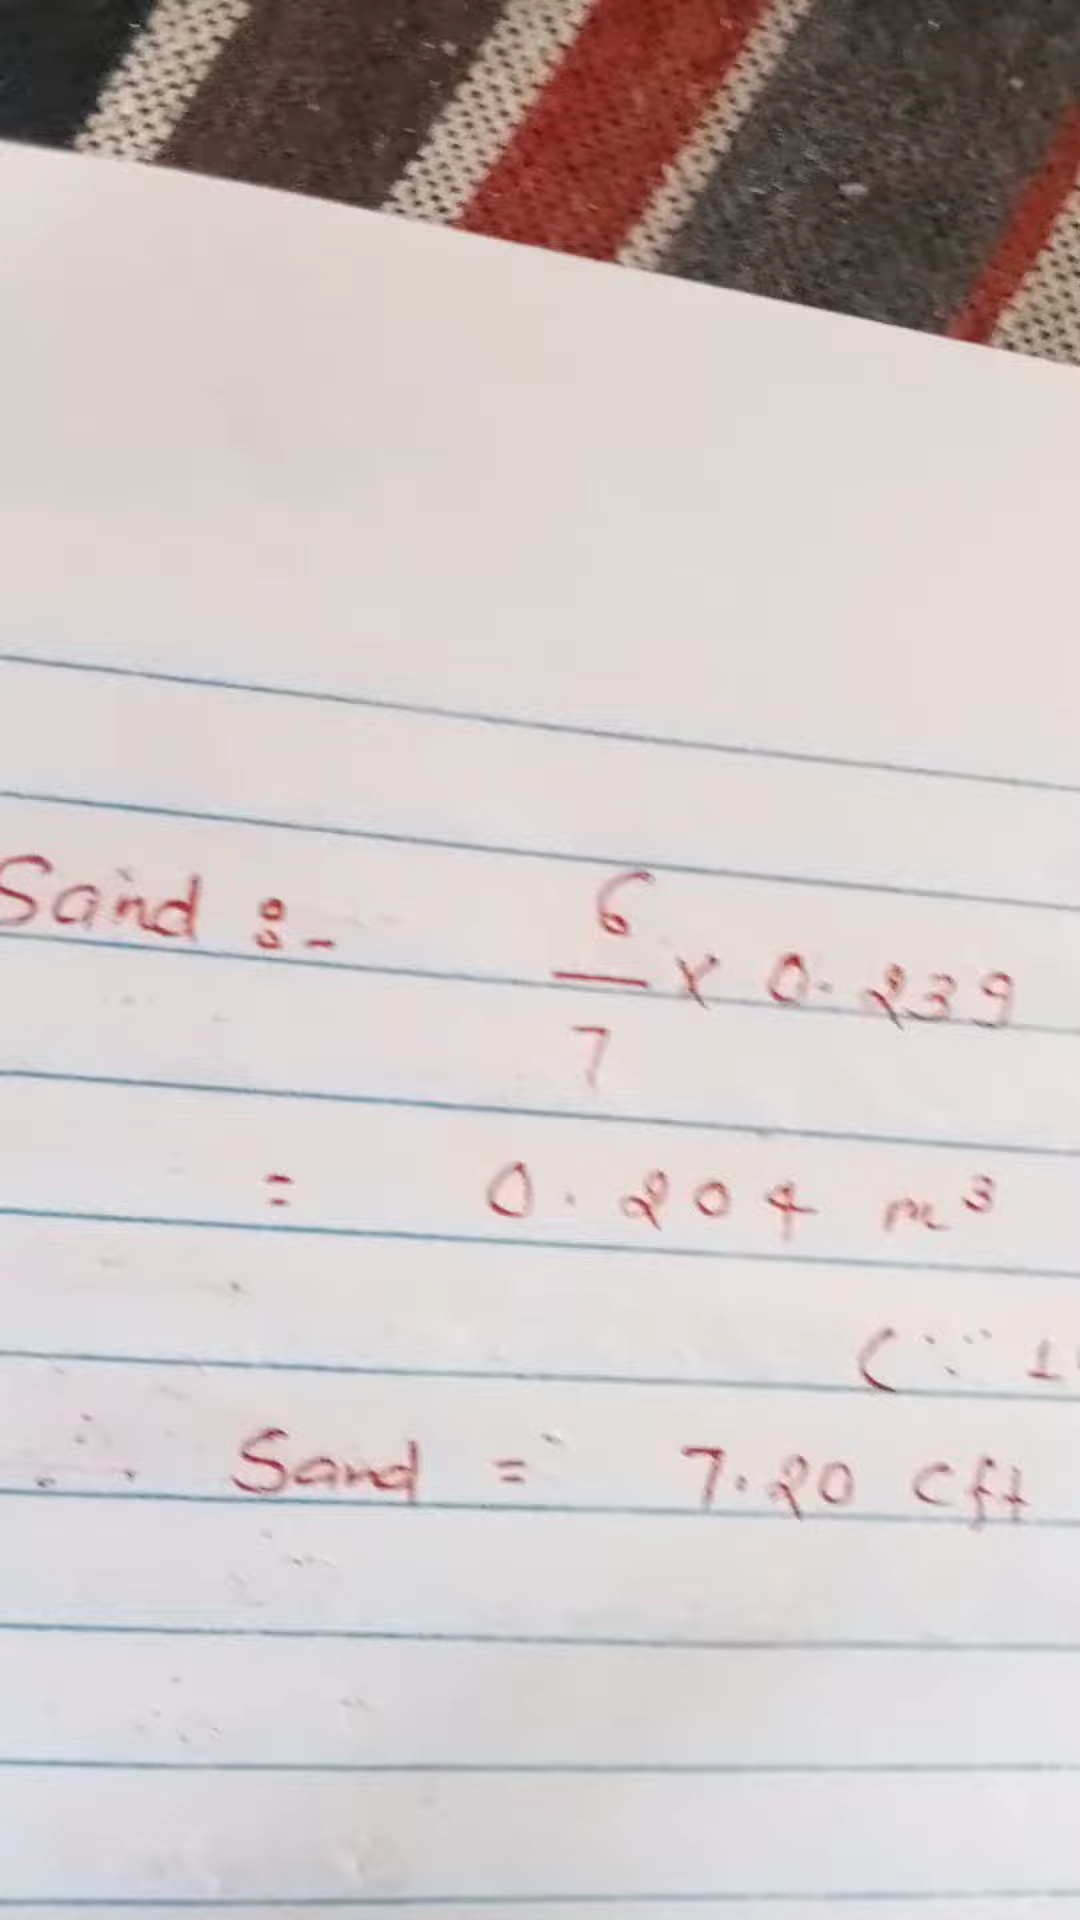 Sand :- 6/7 x 0.239
= 0.204 m³
(∵ 1
∴ Sand = 7.20 Cft